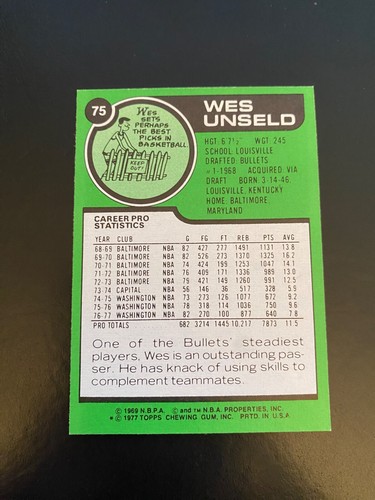 75
WES
UNSELD
WES
SETS
PERHAPS
THE BEST
PICKS IN
BASKETBALL.
KEEP
OUT!
HGT: 6'7½" WGT: 245
SCHOOL: LOUISVILLE
DRAFTED: BULLETS
#1-1968 ACQUIRED: VIA
DRAFT BORN: 3-14-46
LOUISVILLE, KENTUCKY
HOME: BALTIMORE,
MARYLAND
CAREER PRO
STATISTICS
YEAR CLUB G FG FT REB PTS AVG
68-69 BALTIMORE NBA 82 427 277 1491 1131 13.8
69-70 BALTIMORE NBA 82 526 273 1370 1325 16.2
70-71 BALTIMORE NBA 74 424 199 1253 1047 14.1
71-72 BALTIMORE NBA 76 409 171 1336 989 13.0
72-73 BALTIMORE NBA 79 421 149 1260 991 12.5
73-74 CAPITAL NBA 56 146 36 517 328 5.9
74-75 WASHINGTON NBA 73 273 126 1077 672 9.2
75-76 WASHINGTON NBA 78 318 114 1036 750 9.6
76-77 WASHINGTON NBA 82 270 100 877 640 7.8
PRO TOTALS 682 3214 1445 10,217 7873 11.5
One of the Bullets' steadiest
players, Wes is an outstanding pas-
ser. He has knack of using skills to
complement teammates.
© 1969 N.B.P.A. © and TM N.B.A. PROPERTIES, INC.
© 1977 TOPPS CHEWING GUM, INC. PRTD. IN U.S.A.